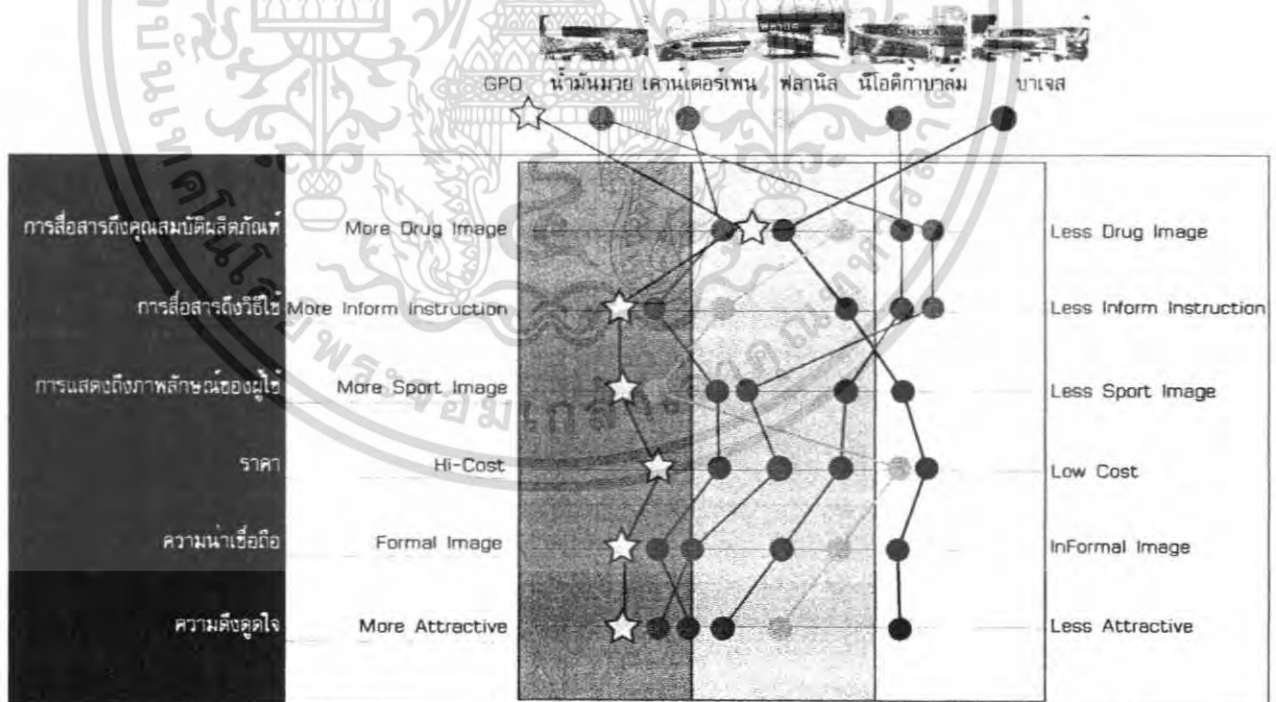 GPO น้ำมันมวย เคาน์เตอร์เพน ฟลานิล นีโอติกาบาล์ม บาเจส
การสื่อสารถึงคุณสมบัติผลิตภัณฑ์ More Drug Image Less Drug Image
การสื่อสารถึงวิธีใช้ More Inform Instruction Less Inform Instruction
การแสดงถึงภาพลักษณ์ของผู้ใช้ More Sport Image Less Sport Image
ราคา Hi-Cost Low Cost
ความน่าเชื่อถือ Formal Image InFormal Image
ความดึงดูดใจ More Attractive Less Attractive